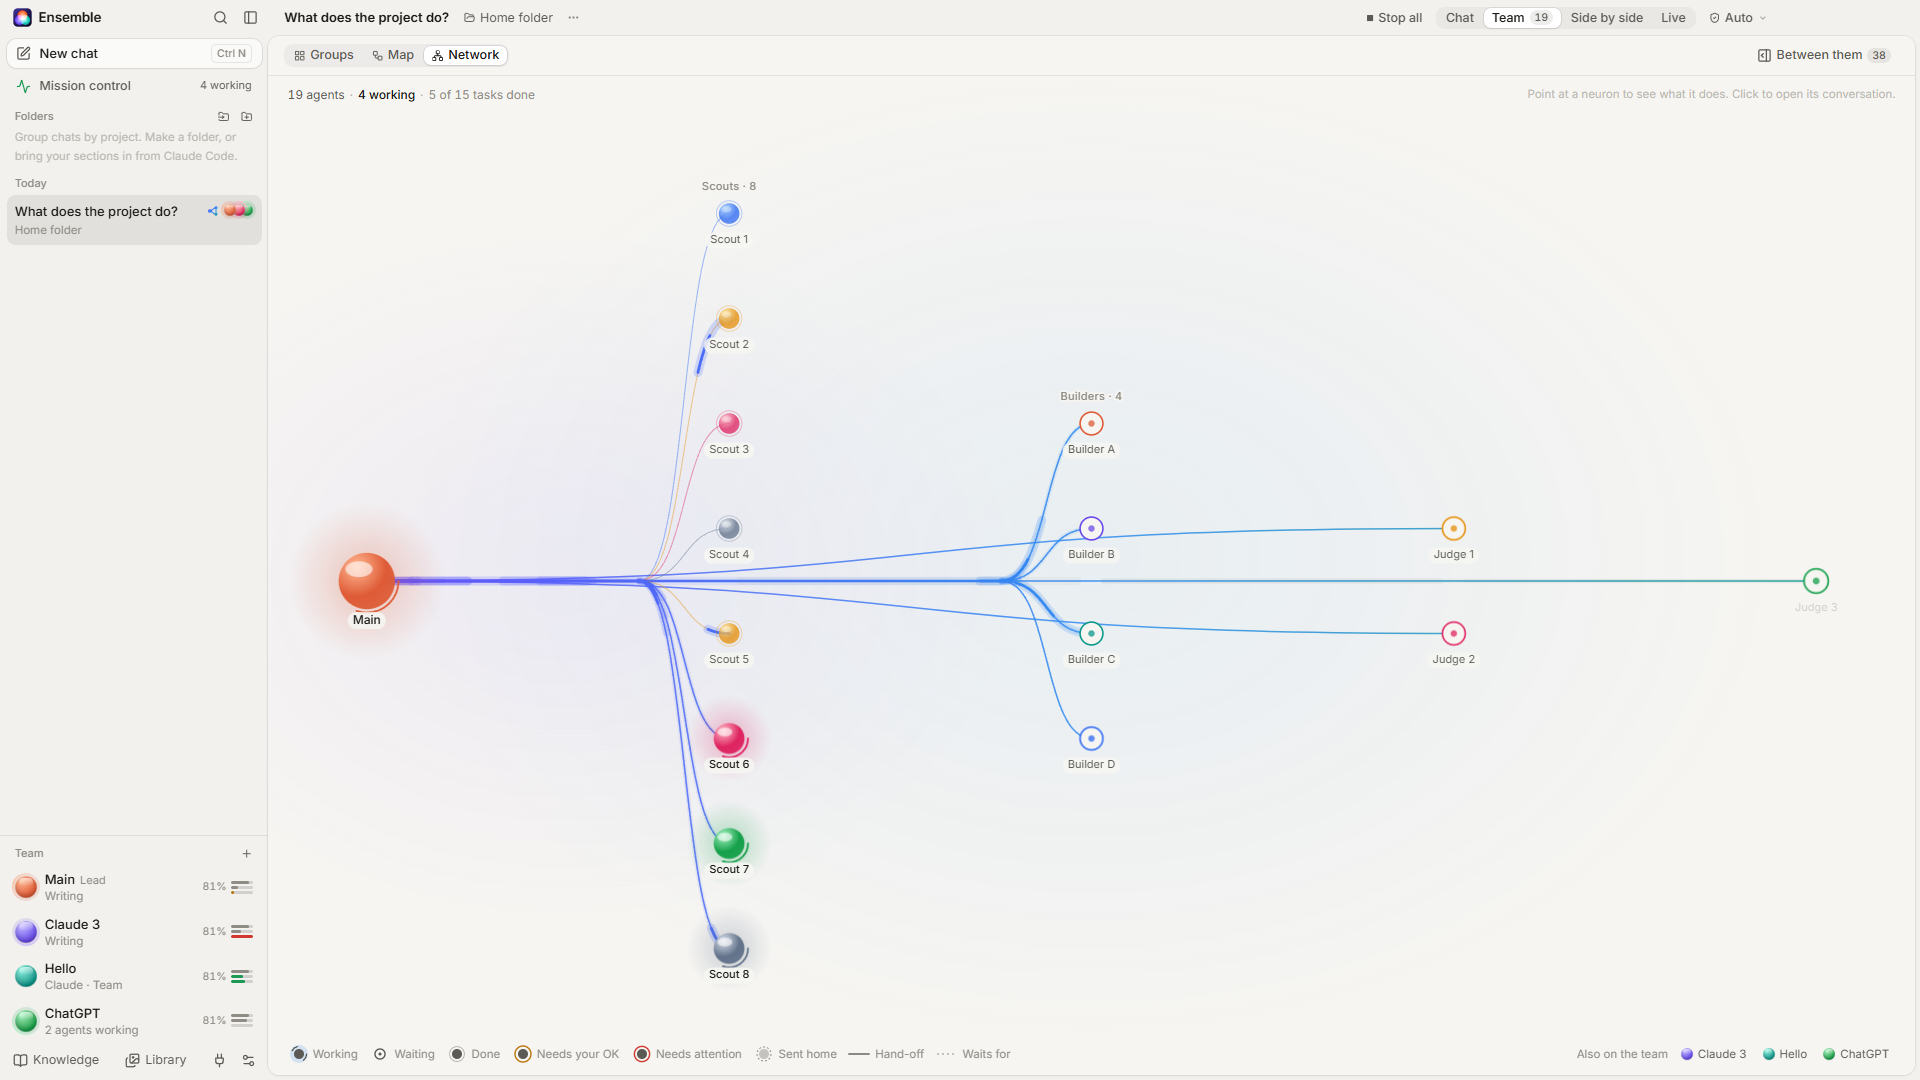 Ensemble
New chat
Ctrl N
Mission control
4 working
Folders
Group chats by project. Make a folder, or
bring your sections in from Claude Code.
Today
What does the project do?
Home folder
Team
Main Lead
Writing
81%
Claude 3
Writing
81%
Hello
Claude · Team
81%
ChatGPT
2 agents working
81%
Knowledge
Library
What does the project do?
Home folder
···
Stop all
Chat
Team 19
Side by side
Live
Auto
Groups
Map
Network
Between them 38
19 agents · 4 working · 5 of 15 tasks done
Point at a neuron to see what it does. Click to open its conversation.
Scouts · 8
Scout 1
Scout 2
Scout 3
Scout 4
Main
Scout 5
Scout 6
Scout 7
Scout 8
Builders · 4
Builder A
Builder B
Builder C
Builder D
Judge 1
Judge 2
Judge 3
Working
Waiting
Done
Needs your OK
Needs attention
Sent home
Hand-off
Waits for
Also on the team
Claude 3
Hello
ChatGPT